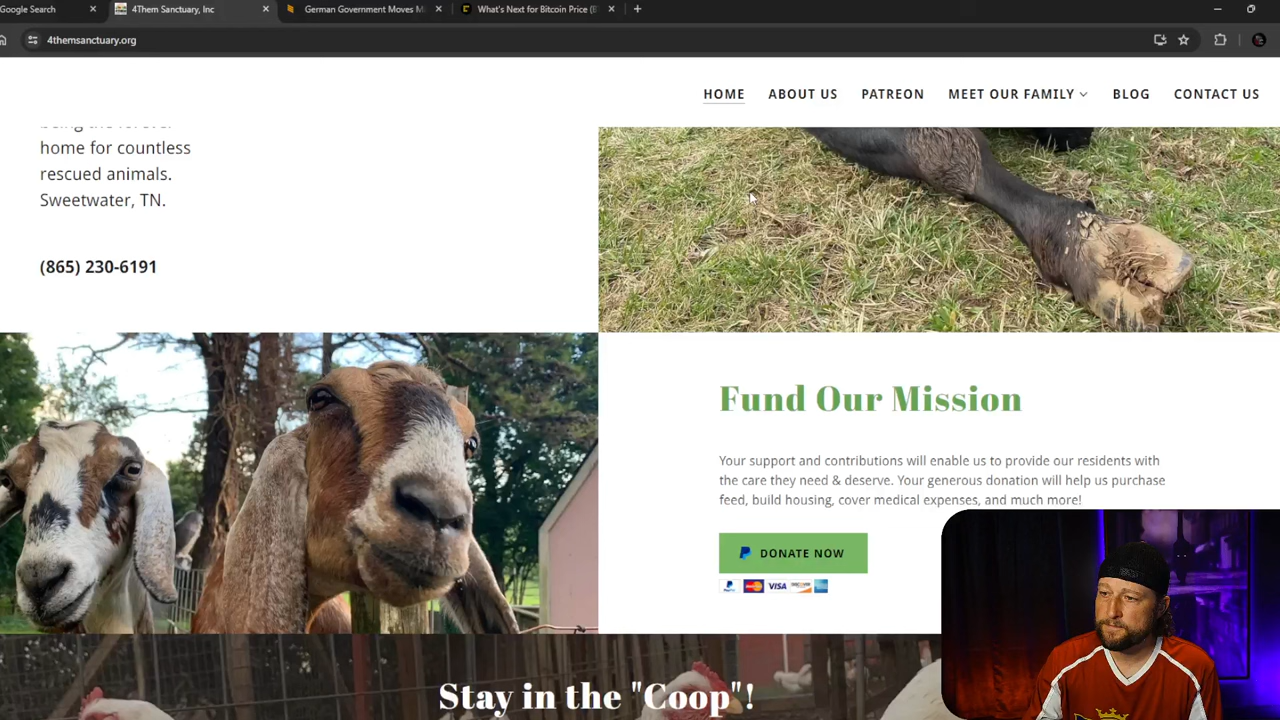 Google Search
4Them Sanctuary, Inc
German Government Moves M
What's Next for Bitcoin Price (B
4themsanctuary.org
HOME
ABOUT US
PATREON
MEET OUR FAMILY
BLOG
CONTACT US
home for countless
rescued animals.
Sweetwater, TN.
(865) 230-6191
Fund Our Mission
Your support and contributions will enable us to provide our residents with
the care they need & deserve. Your generous donation will help us purchase
feed, build housing, cover medical expenses, and much more!
DONATE NOW
PayPal
VISA
Stay in the "Coop"!